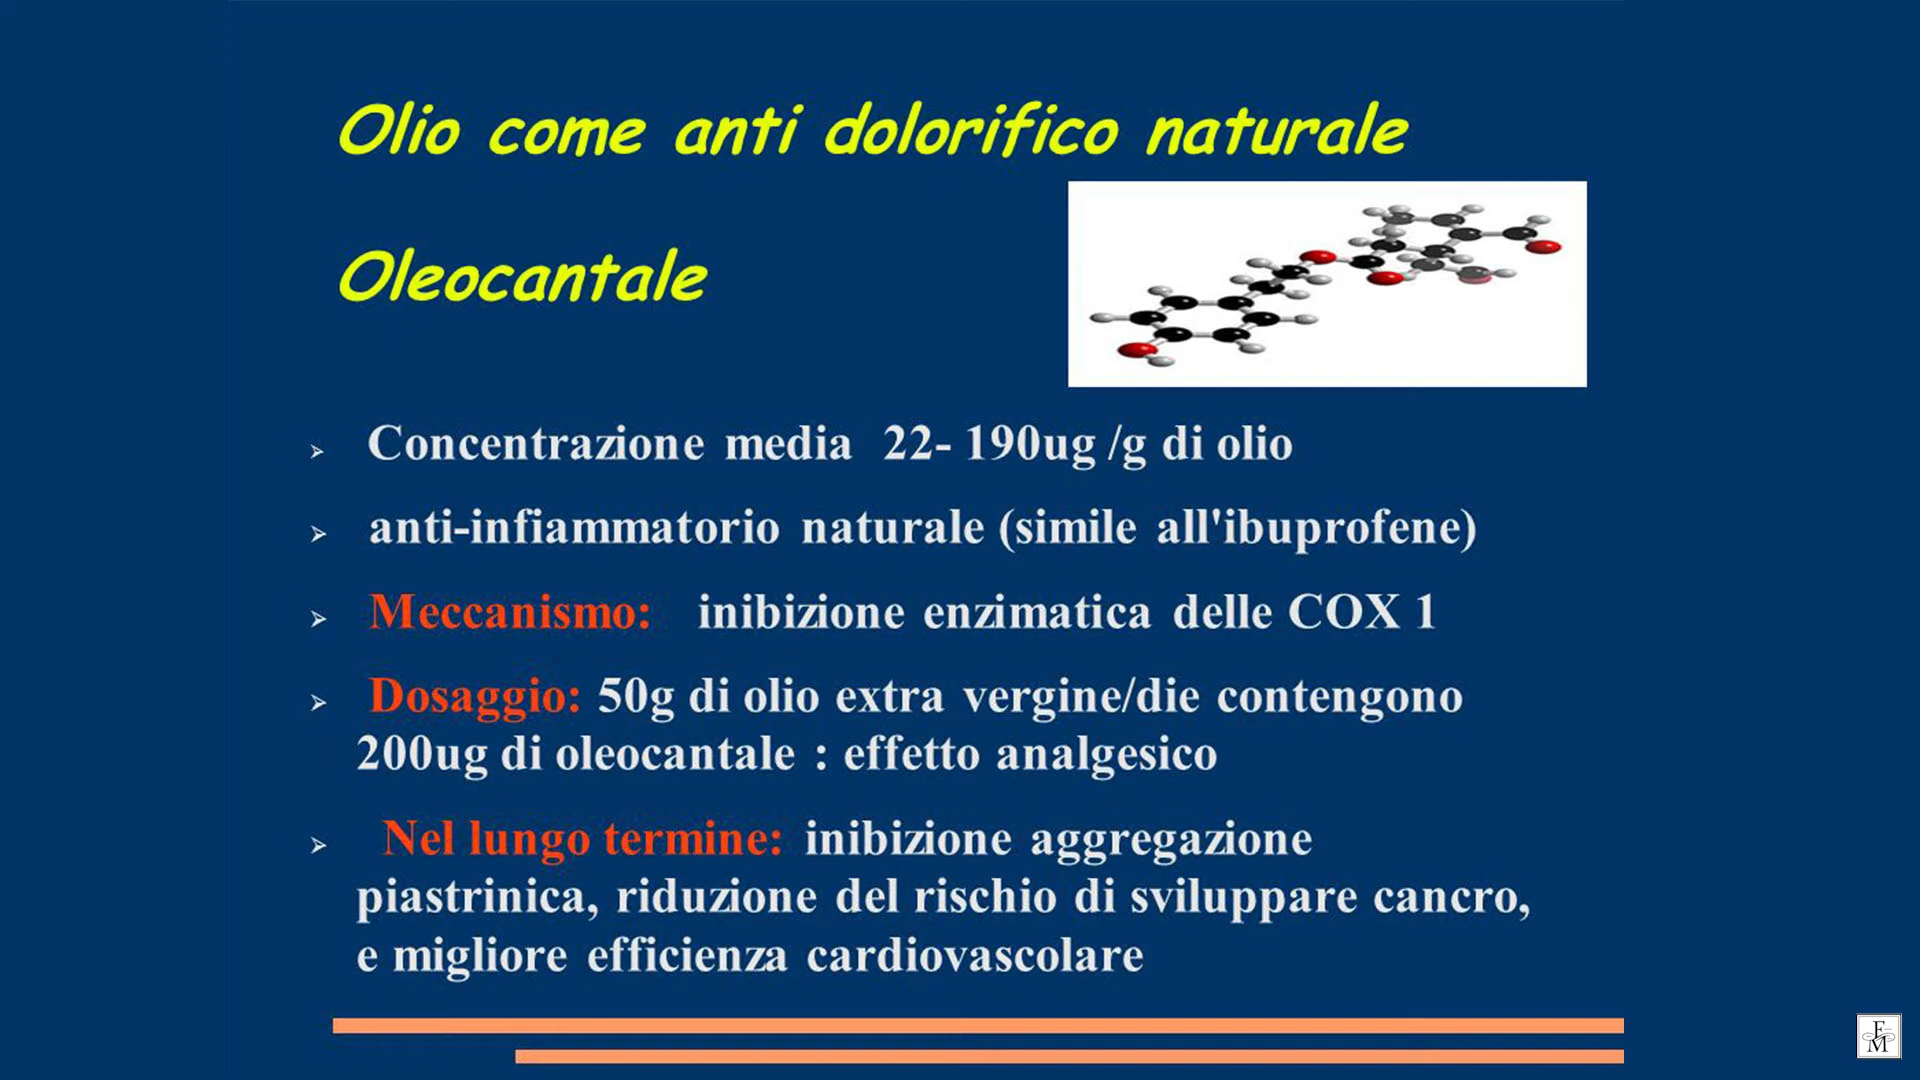 Olio come anti dolorifico naturale
Oleocantale
Concentrazione media 22- 190ug /g di olio
anti-infiammatorio naturale (simile all'ibuprofene)
Meccanismo: inibizione enzimatica delle COX 1
Dosaggio: 50g di olio extra vergine/die contengono
200ug di oleocantale : effetto analgesico
Nel lungo termine: inibizione aggregazione
piastrinica, riduzione del rischio di sviluppare cancro,
e migliore efficienza cardiovascolare
F
M